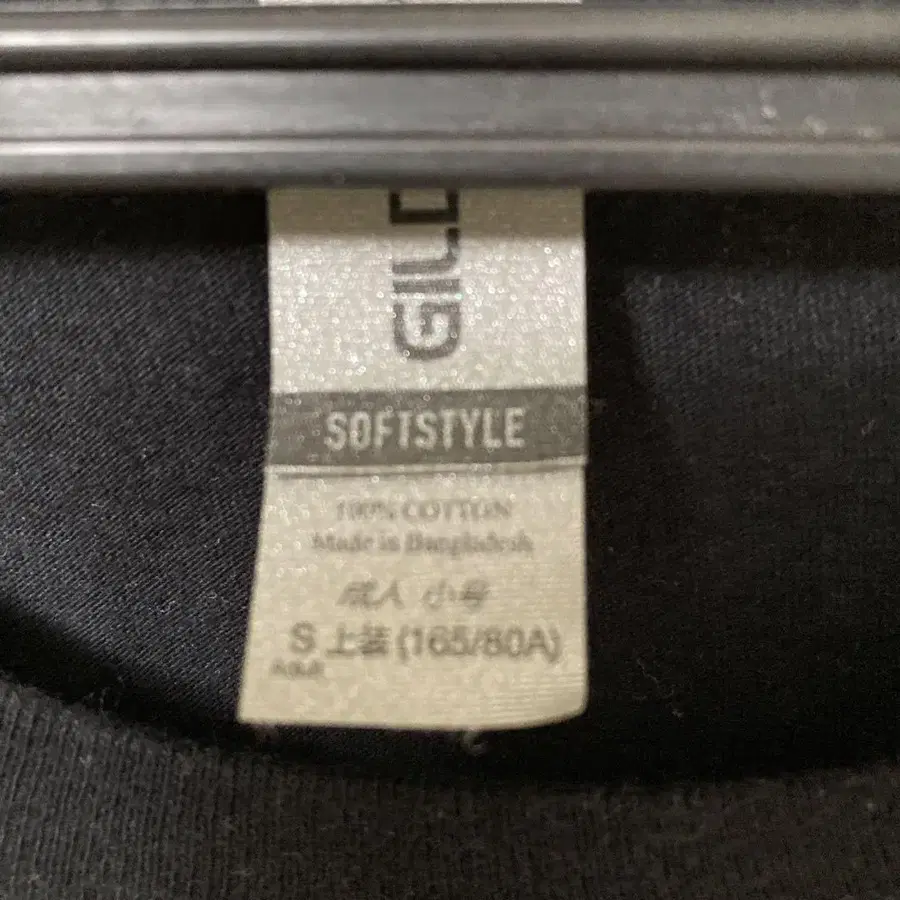 GILD
SOFTSTYLE
100% COTTON
Made in Bangladesh
成人 小号
S 上装 (165/80A)